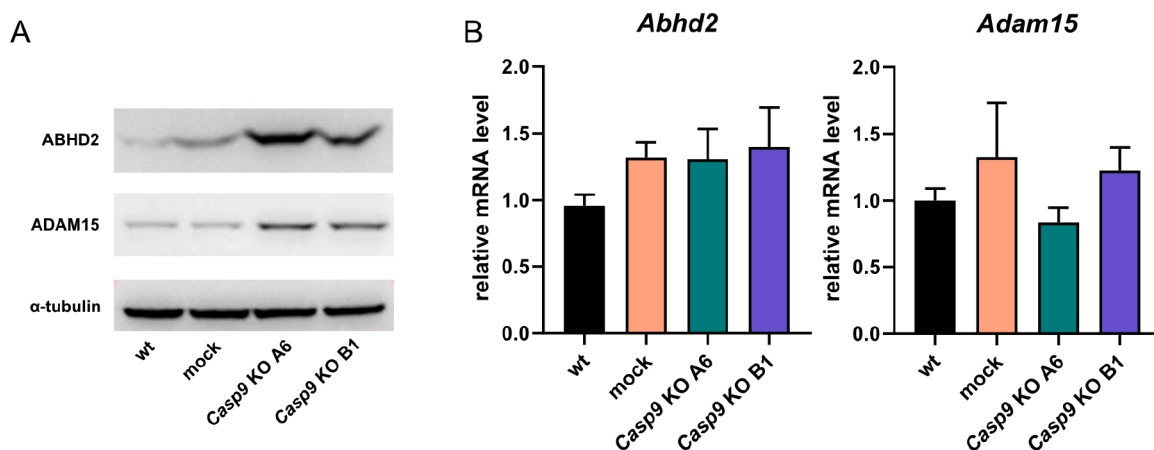 A
ABHD2
ADAM15
α-tubulin
wt
mock
Casp9 KO A6
Casp9 KO B1
B
Abhd2
relative mRNA level
2.0
1.5
1.0
0.5
0.0
wt
mock
Casp9 KO A6
Casp9 KO B1
Adam15
relative mRNA level
2.0
1.5
1.0
0.5
0.0
wt
mock
Casp9 KO A6
Casp9 KO B1